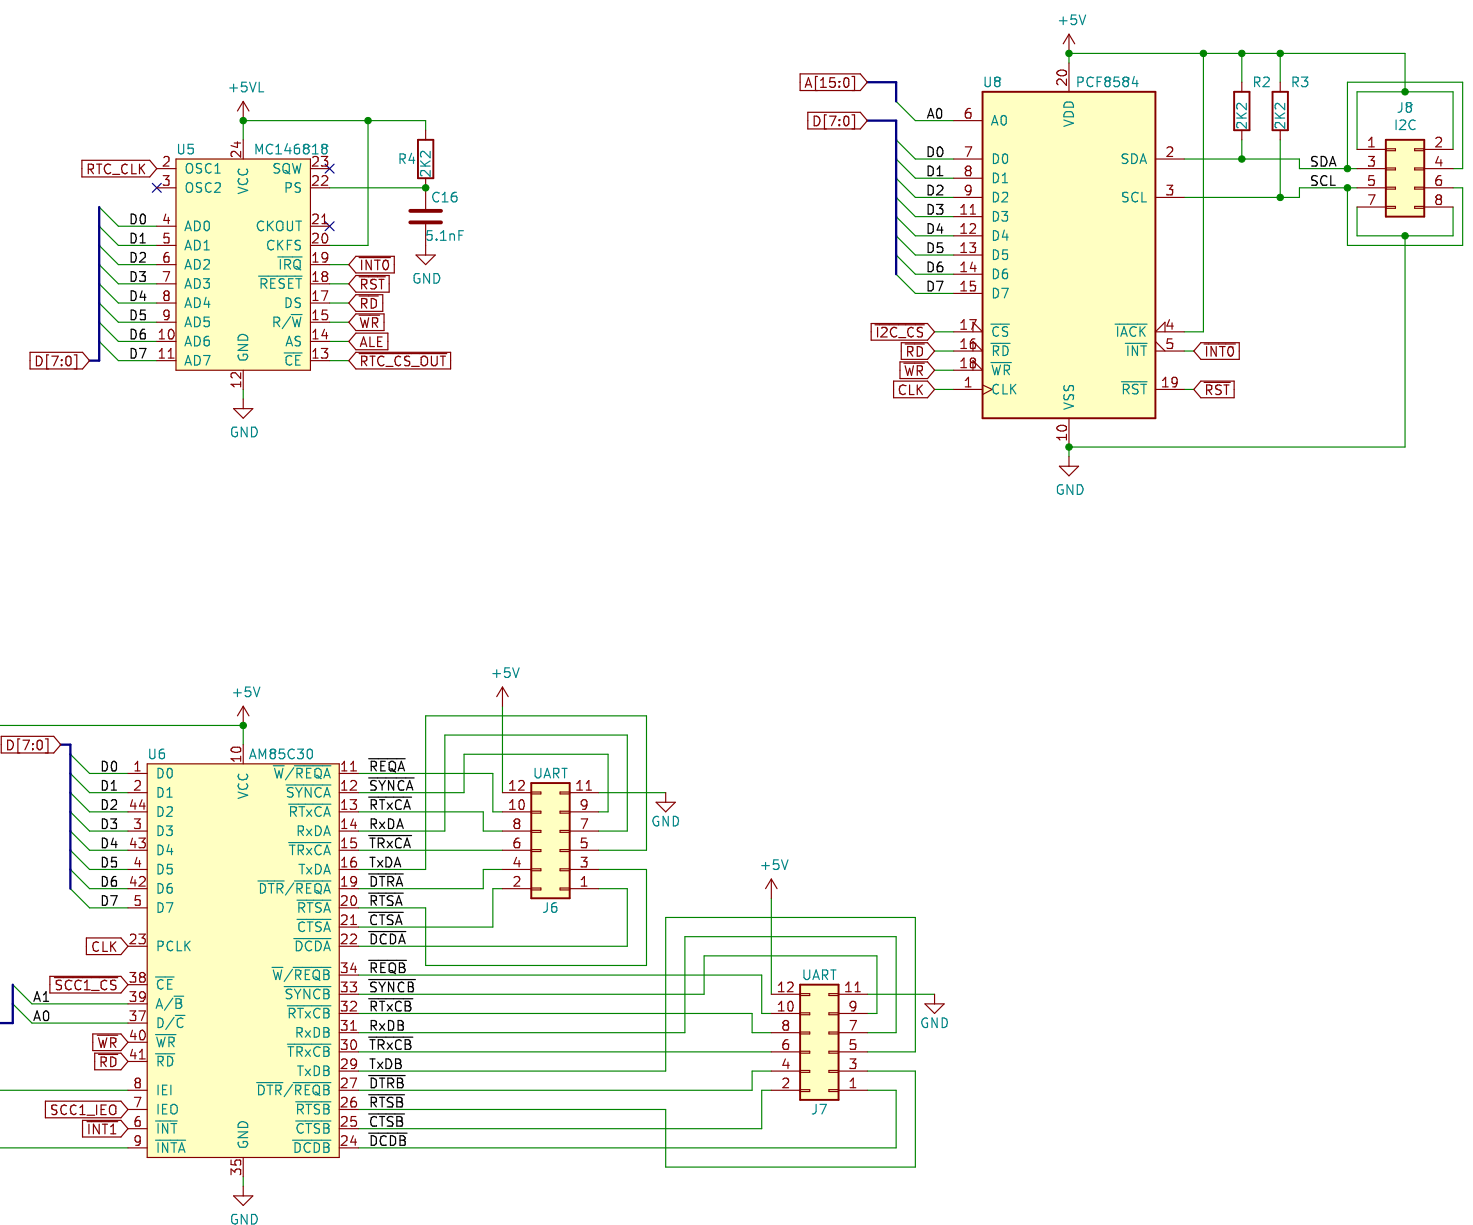 +5VL
U5 MC146818
24
VCC
RTC_CLK 2 OSC1 SQW 23
3 OSC2 PS 22
R4 2K2
C16
5.1nF
GND
D0 4 AD0 CKOUT 21
D1 5 AD1 CKFS 20
D2 6 AD2 IRQ 19 INT0
D3 7 AD3 RESET 18 RST
D4 8 AD4 DS 17 RD
D5 9 AD5 R/W 15 WR
D6 10 AD6 AS 14 ALE
D[7:0] D7 11 AD7 CE 13 RTC_CS_OUT
GND
12
GND
+5V
U8 PCF8584
20
VDD
A[15:0]
D[7:0] A0 6 A0
D0 7 D0 SDA 2
D1 8 D1
D2 9 D2 SCL 3
D3 11 D3
D4 12 D4
D5 13 D5
D6 14 D6
D7 15 D7
I2C_CS 17 CS IACK 4
RD 16 RD INT 5 INT0
WR 18 WR
CLK 1 CLK RST 19 RST
VSS
10
GND
R2 R3
2K2 2K2
J8
I2C
1 2
SDA 3 4
SCL 5 6
7 8
+5V
D[7:0]
U6 AM85C30
10
VCC
D0 1 D0 W/REQA 11 REQA
D1 2 D1 SYNCA 12 SYNCA
D2 44 D2 RTxCA 13 RTxCA
D3 3 D3 RxDA 14 RxDA
D4 43 D4 TRxCA 15 TRxCA
D5 4 D5 TxDA 16 TxDA
D6 42 D6 DTR/REQA 19 DTRA
D7 5 D7 RTSA 20 RTSA
CTSA 21 CTSA
CLK 23 PCLK DCDA 22 DCDA
W/REQB 34 REQB
SCC1_CS 38 CE SYNCB 33 SYNCB
A1 39 A/B RTxCB 32 RTxCB
A0 37 D/C RxDB 31 RxDB
WR 40 WR TRxCB 30 TRxCB
RD 41 RD TxDB 29 TxDB
8 IEI DTR/REQB 27 DTRB
SCC1_IEO 7 IEO RTSB 26 RTSB
INT1 6 INT CTSB 25 CTSB
9 INTA DCDB 24 DCDB
GND
35
GND
+5V
UART
12 11
10 9
8 7
6 5
4 3
2 1
J6
GND
+5V
UART
12 11
10 9
8 7
6 5
4 3
2 1
J7
GND